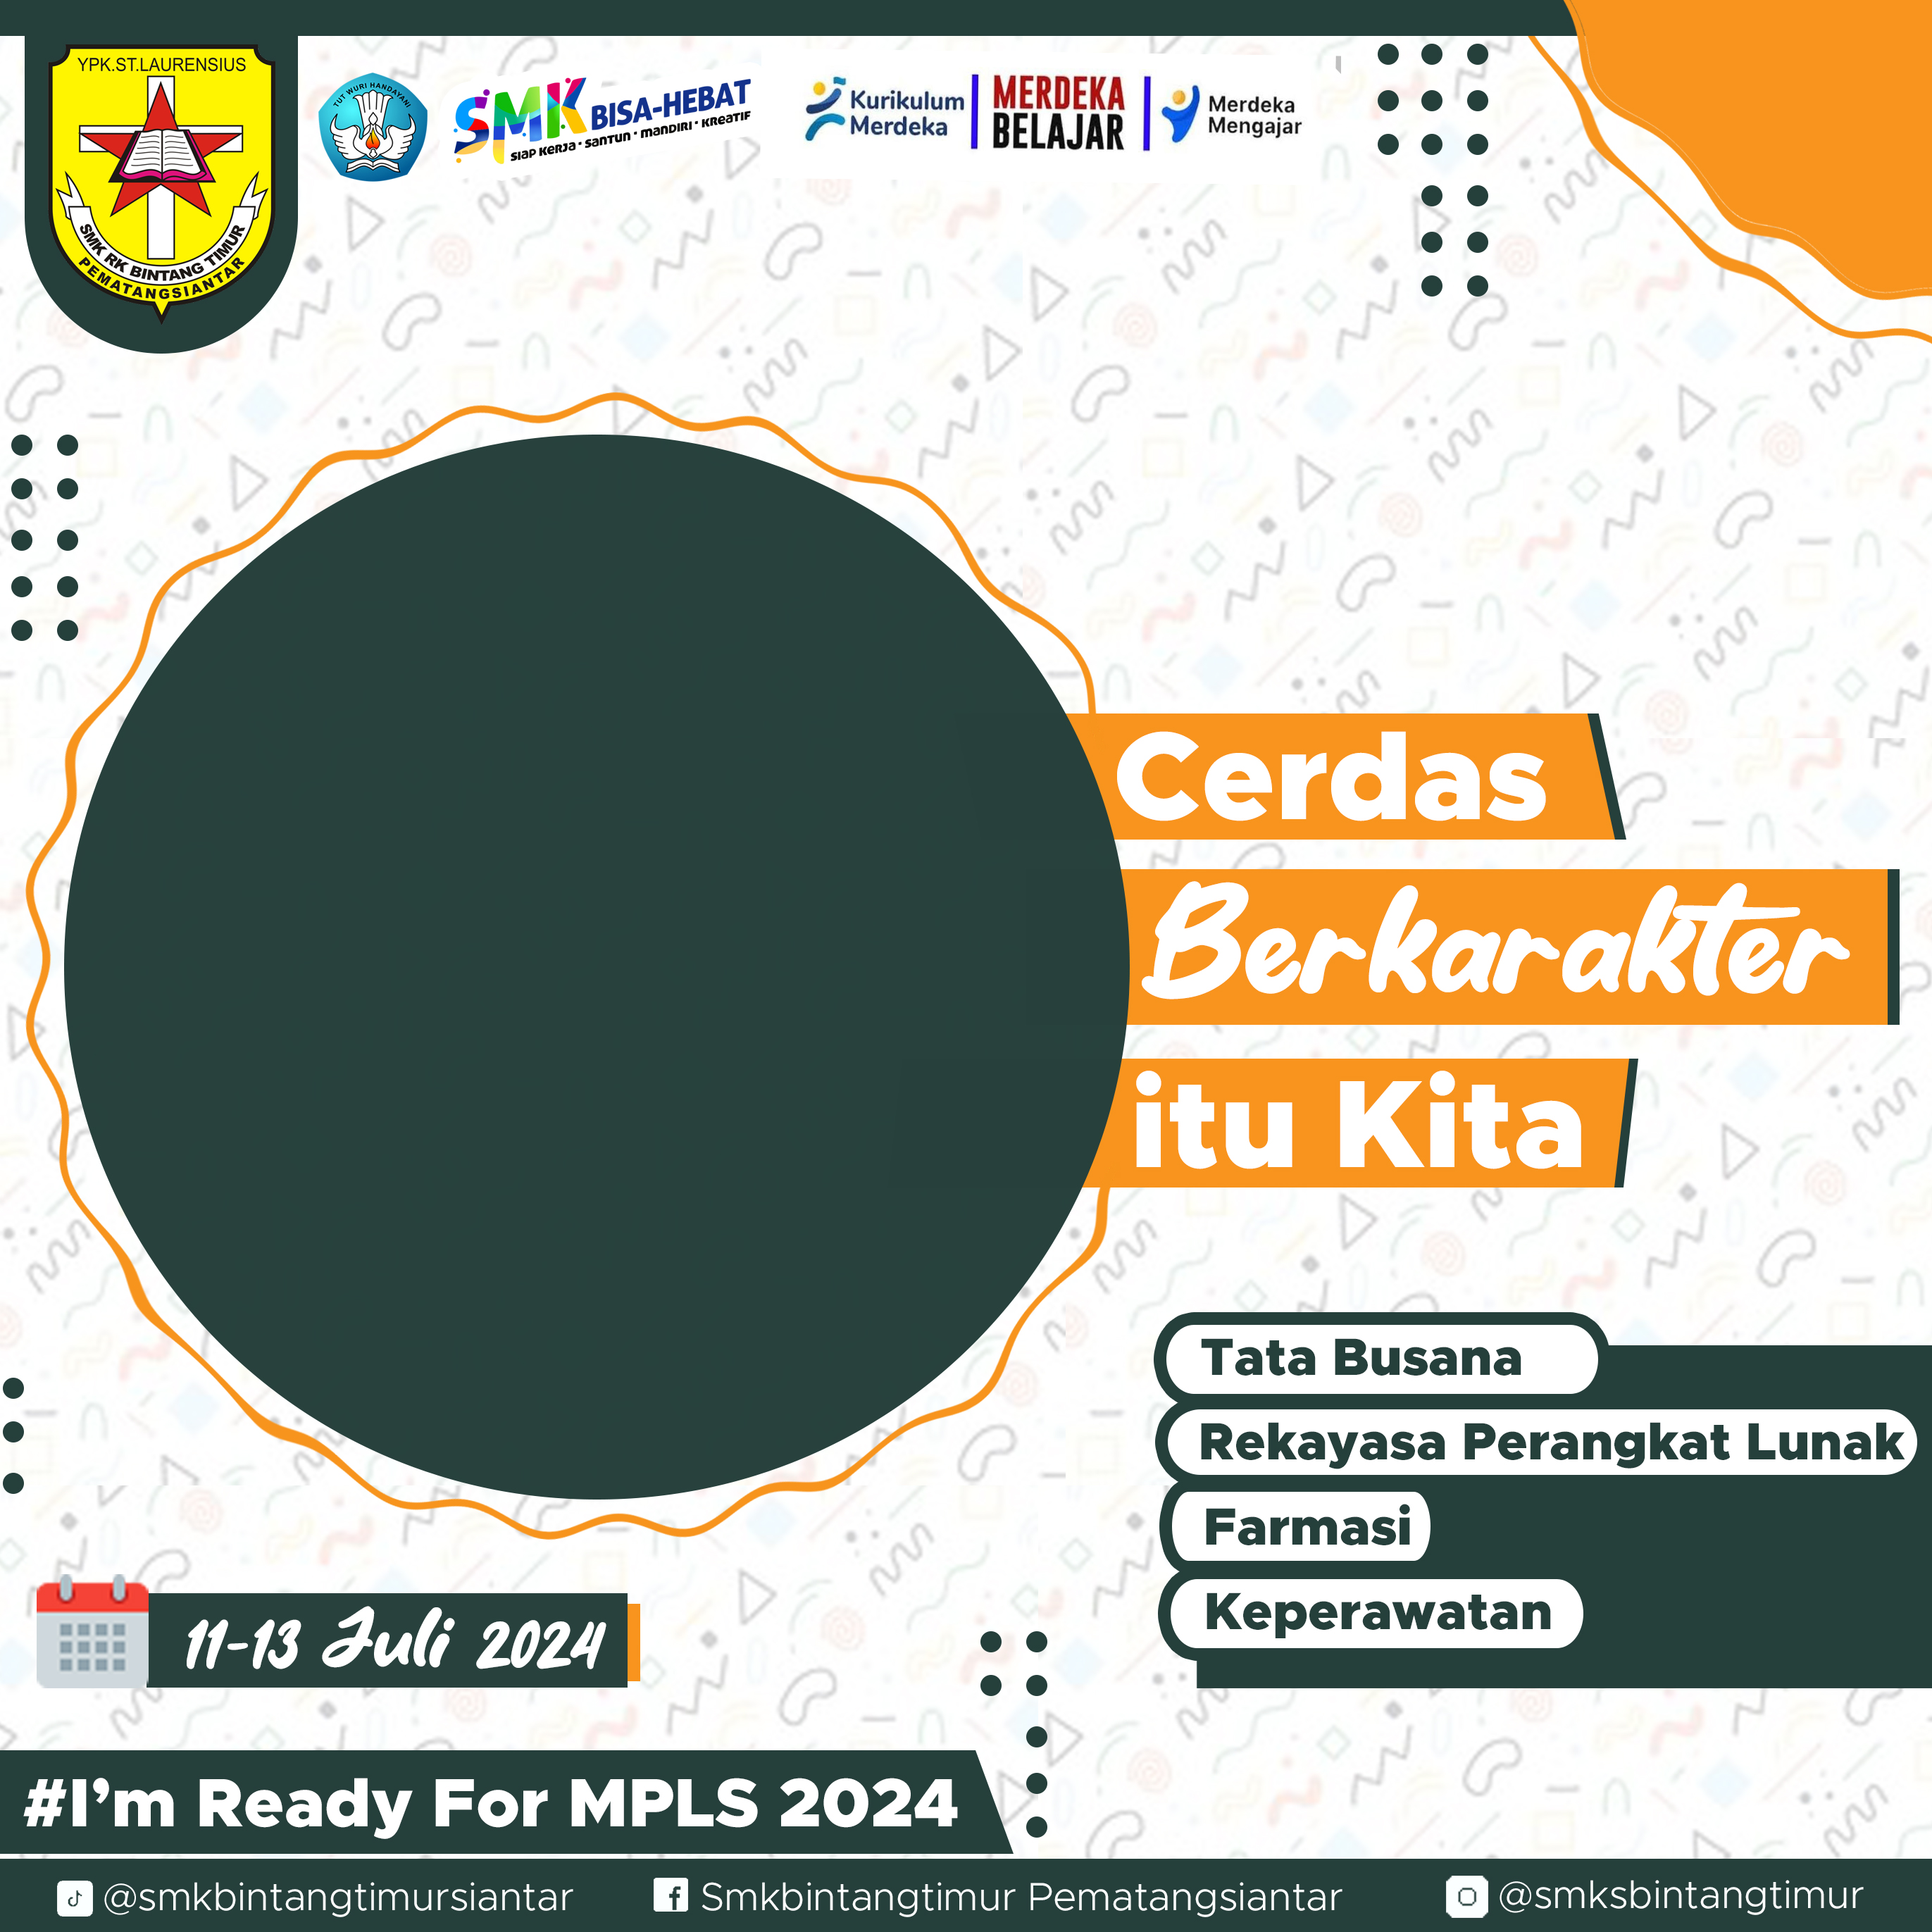 YPK.ST.LAURENSIUS
SMK RK BINTANG TIMUR
PEMATANGSIANTAR
TUT WURI HANDAYANI
SMK BISA-HEBAT
SIAP KERJA • SANTUN • MANDIRI • KREATIF
Kurikulum
Merdeka
MERDEKA
BELAJAR
Merdeka
Mengajar
Cerdas
Berkarakter
itu Kita
Tata Busana
Rekayasa Perangkat Lunak
Farmasi
Keperawatan
11-13 Juli 2024
#I’m Ready For MPLS 2024
@smkbintangtimursiantar
Smkbintangtimur Pematangsiantar
@smksbintangtimur